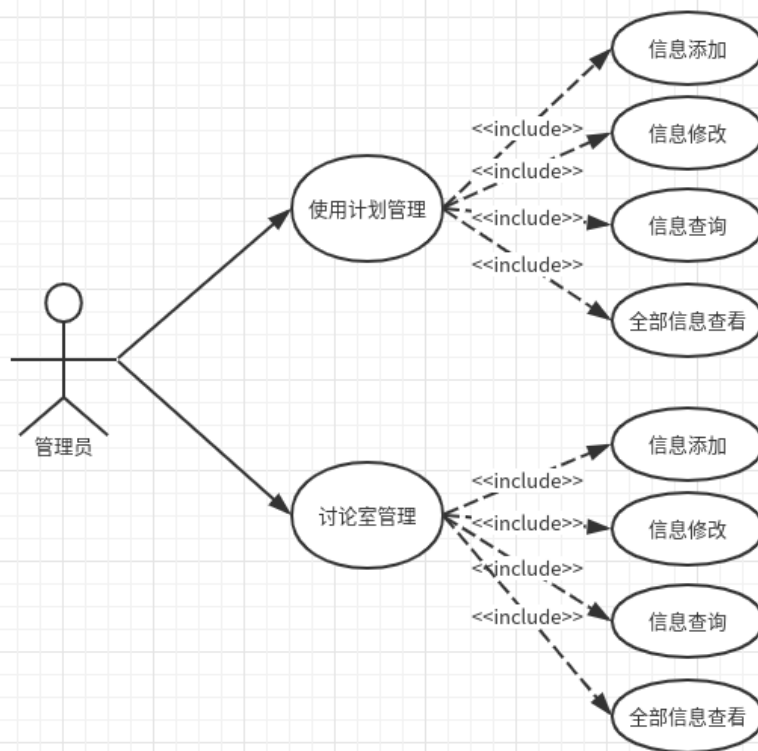 信息添加
<<include>>
信息修改
<<include>>
使用计划管理
<<include>>
信息查询
<<include>>
全部信息查看
管理员
信息添加
<<include>>
讨论室管理
<<include>>
信息修改
<<include>>
信息查询
<<include>>
全部信息查看